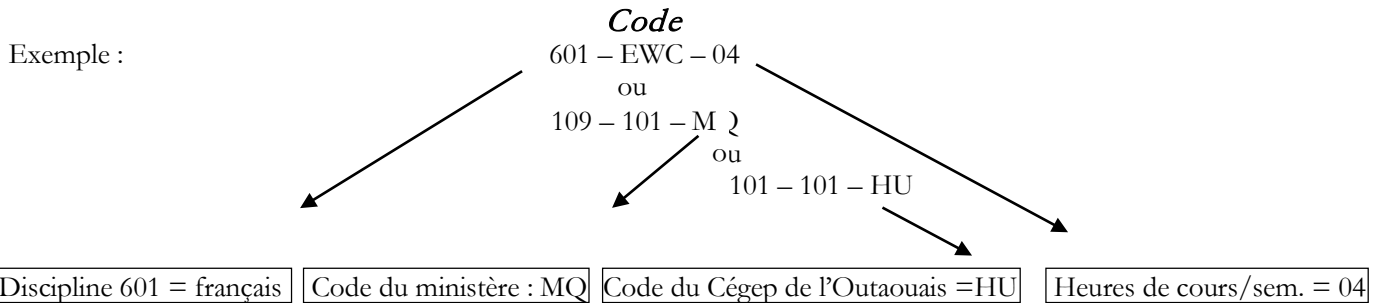 Code
Exemple :
601 – EWC – 04
ou
109 – 101 – MQ
ou
101 – 101 – HU
Discipline 601 = français
Code du ministère : MQ
Code du Cégep de l'Outaouais =HU
Heures de cours/sem. = 04